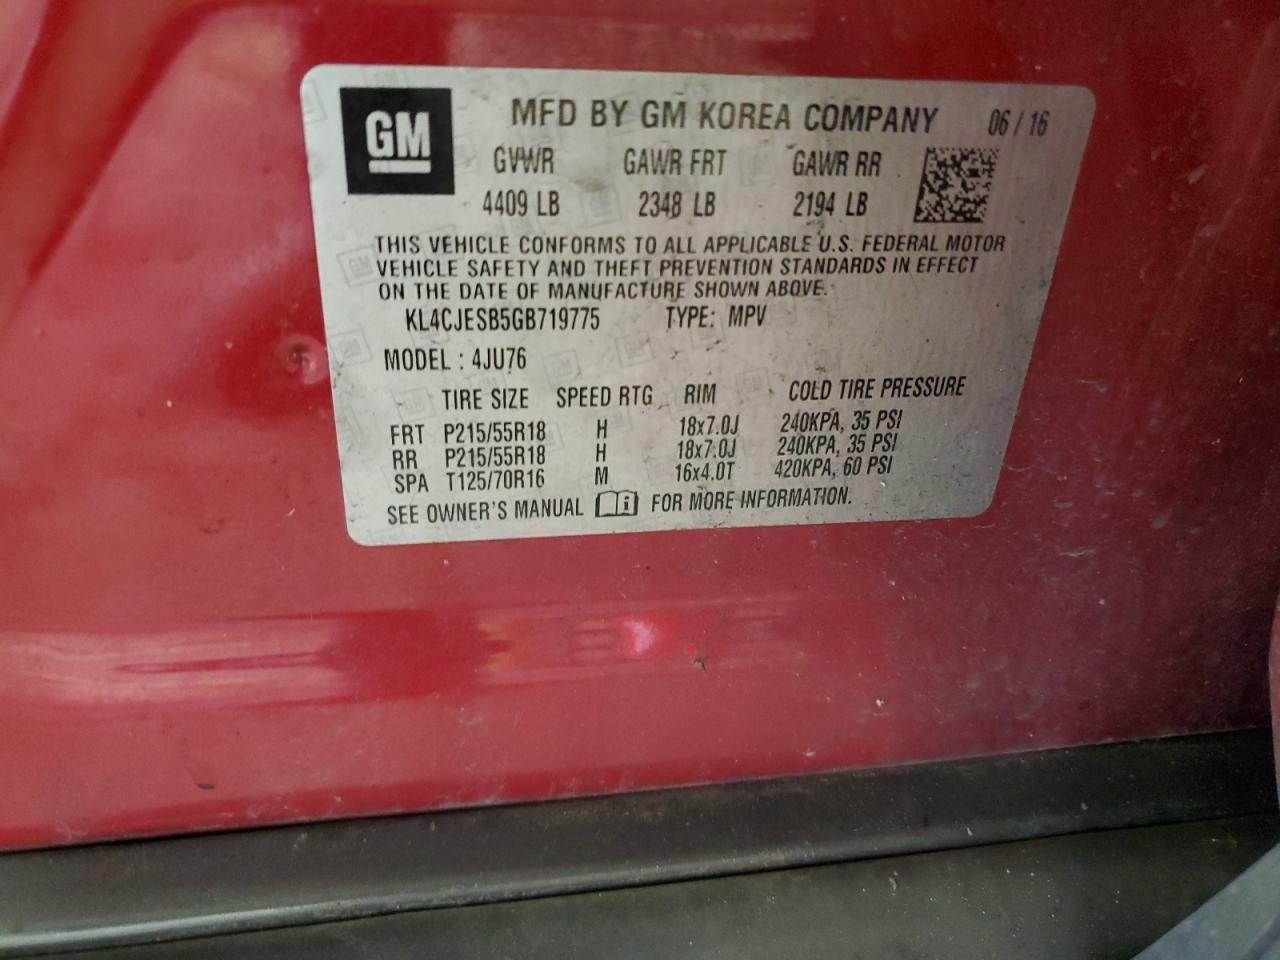 GM
MFD BY GM KOREA COMPANY 06 / 16
GVWR GAWR FRT GAWR RR
4409 LB 2348 LB 2194 LB
THIS VEHICLE CONFORMS TO ALL APPLICABLE U.S. FEDERAL MOTOR
VEHICLE SAFETY AND THEFT PREVENTION STANDARDS IN EFFECT
ON THE DATE OF MANUFACTURE SHOWN ABOVE.
KL4CJESB5GB719775 TYPE: MPV
MODEL : 4JU76
TIRE SIZE SPEED RTG RIM COLD TIRE PRESSURE
FRT P215/55R18 H 18x7.0J 240KPA, 35 PSI
RR P215/55R18 H 18x7.0J 240KPA, 35 PSI
SPA T125/70R16 M 16x4.0T 420KPA, 60 PSI
SEE OWNER'S MANUAL FOR MORE INFORMATION.